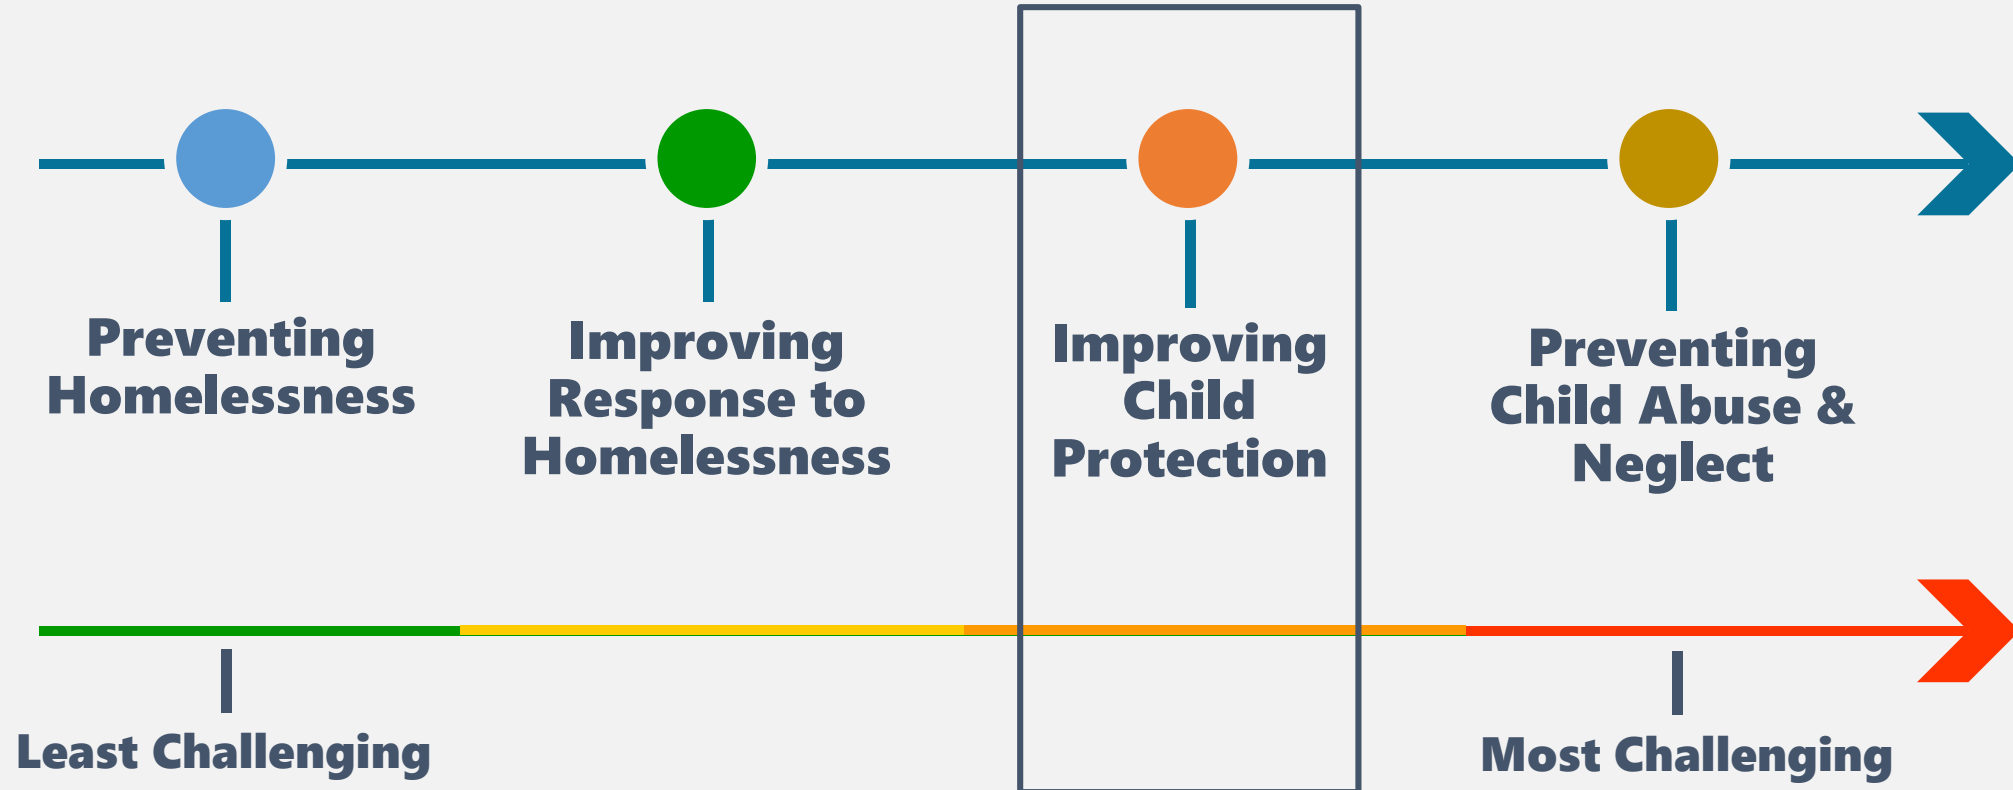 Preventing
Homelessness
Improving
Response to
Homelessness
Improving
Child
Protection
Preventing
Child Abuse &
Neglect
Least Challenging
Most Challenging